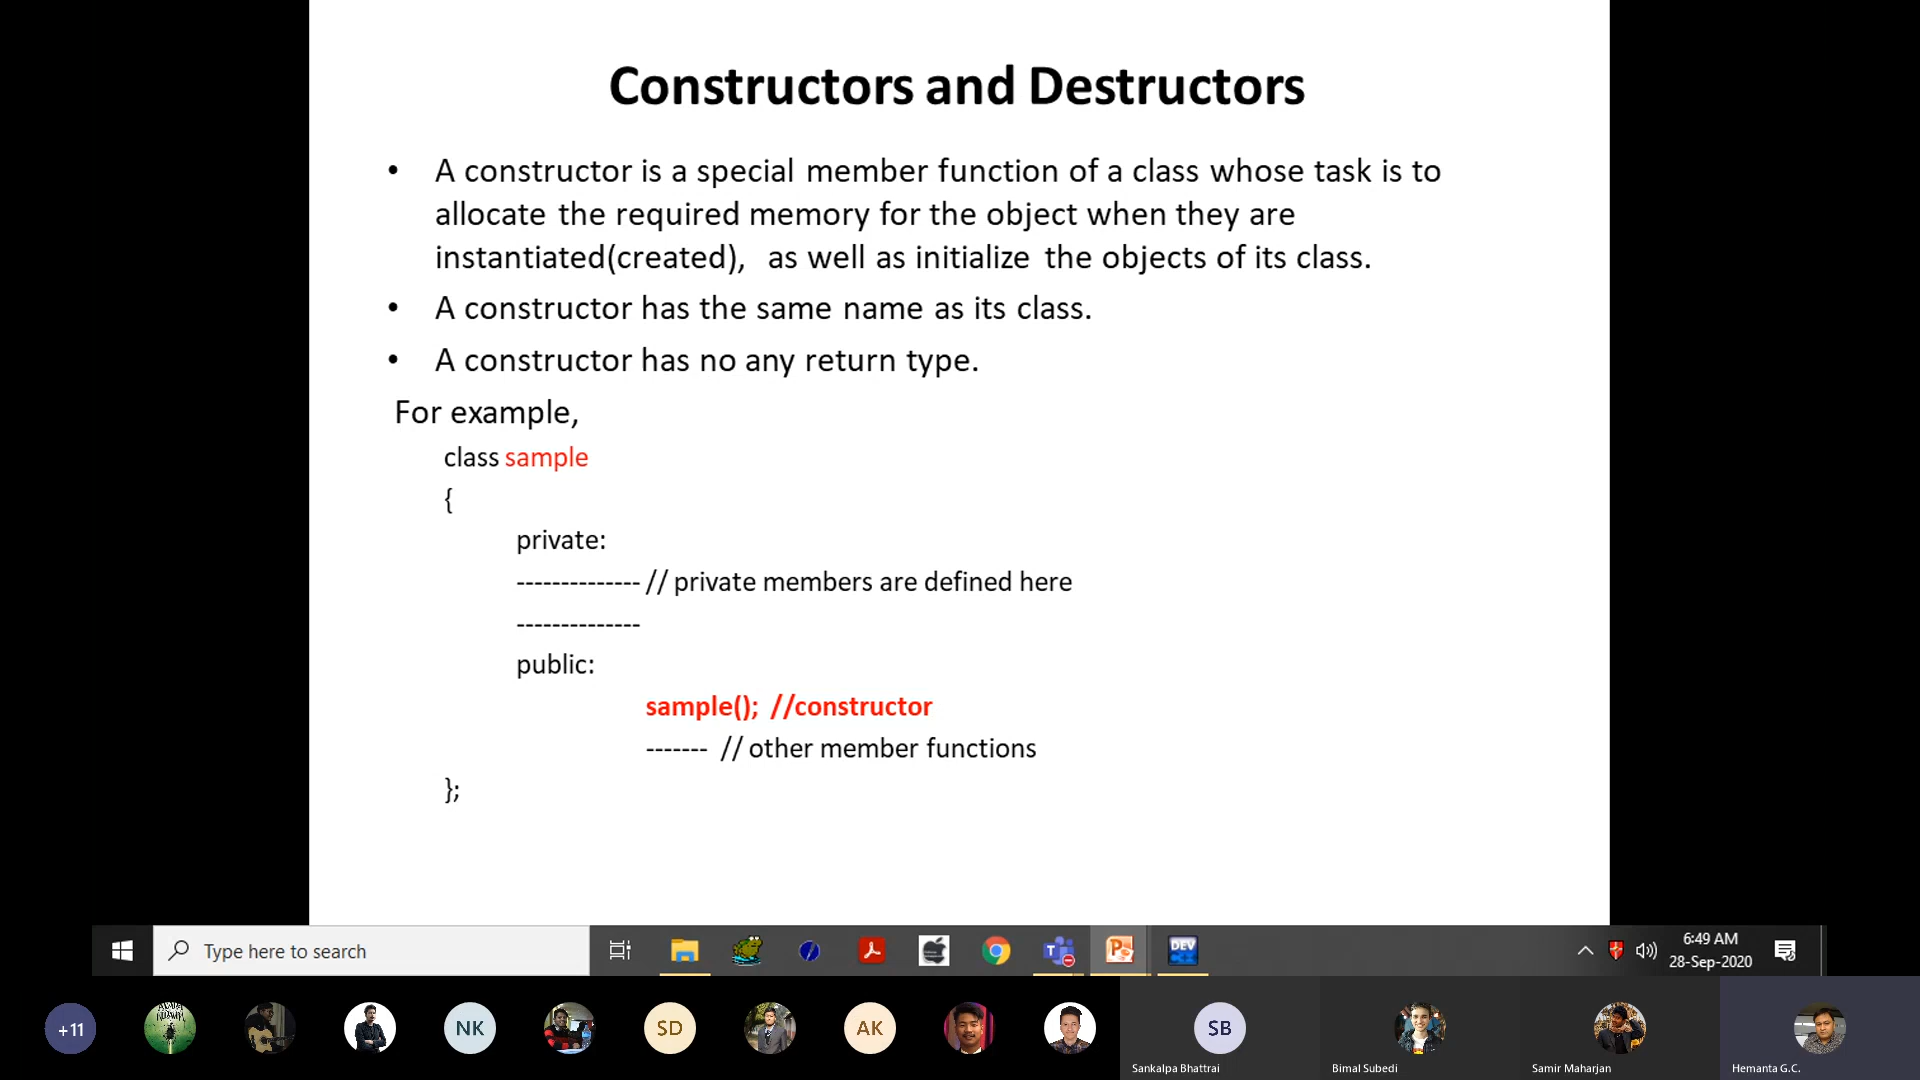 Constructors and Destructors
• A constructor is a special member function of a class whose task is to
allocate the required memory for the object when they are
instantiated(created), as well as initialize the objects of its class.
• A constructor has the same name as its class.
• A constructor has no any return type.
For example,
class sample
{
private:
-------------- // private members are defined here
--------------
public:
sample(); //constructor
------- // other member functions
};
Type here to search
DEV
6:49 AM
28-Sep-2020
+11
NK
SD
AK
SB
Sankalpa Bhattrai
Bimal Subedi
Samir Maharjan
Hemanta G.C.